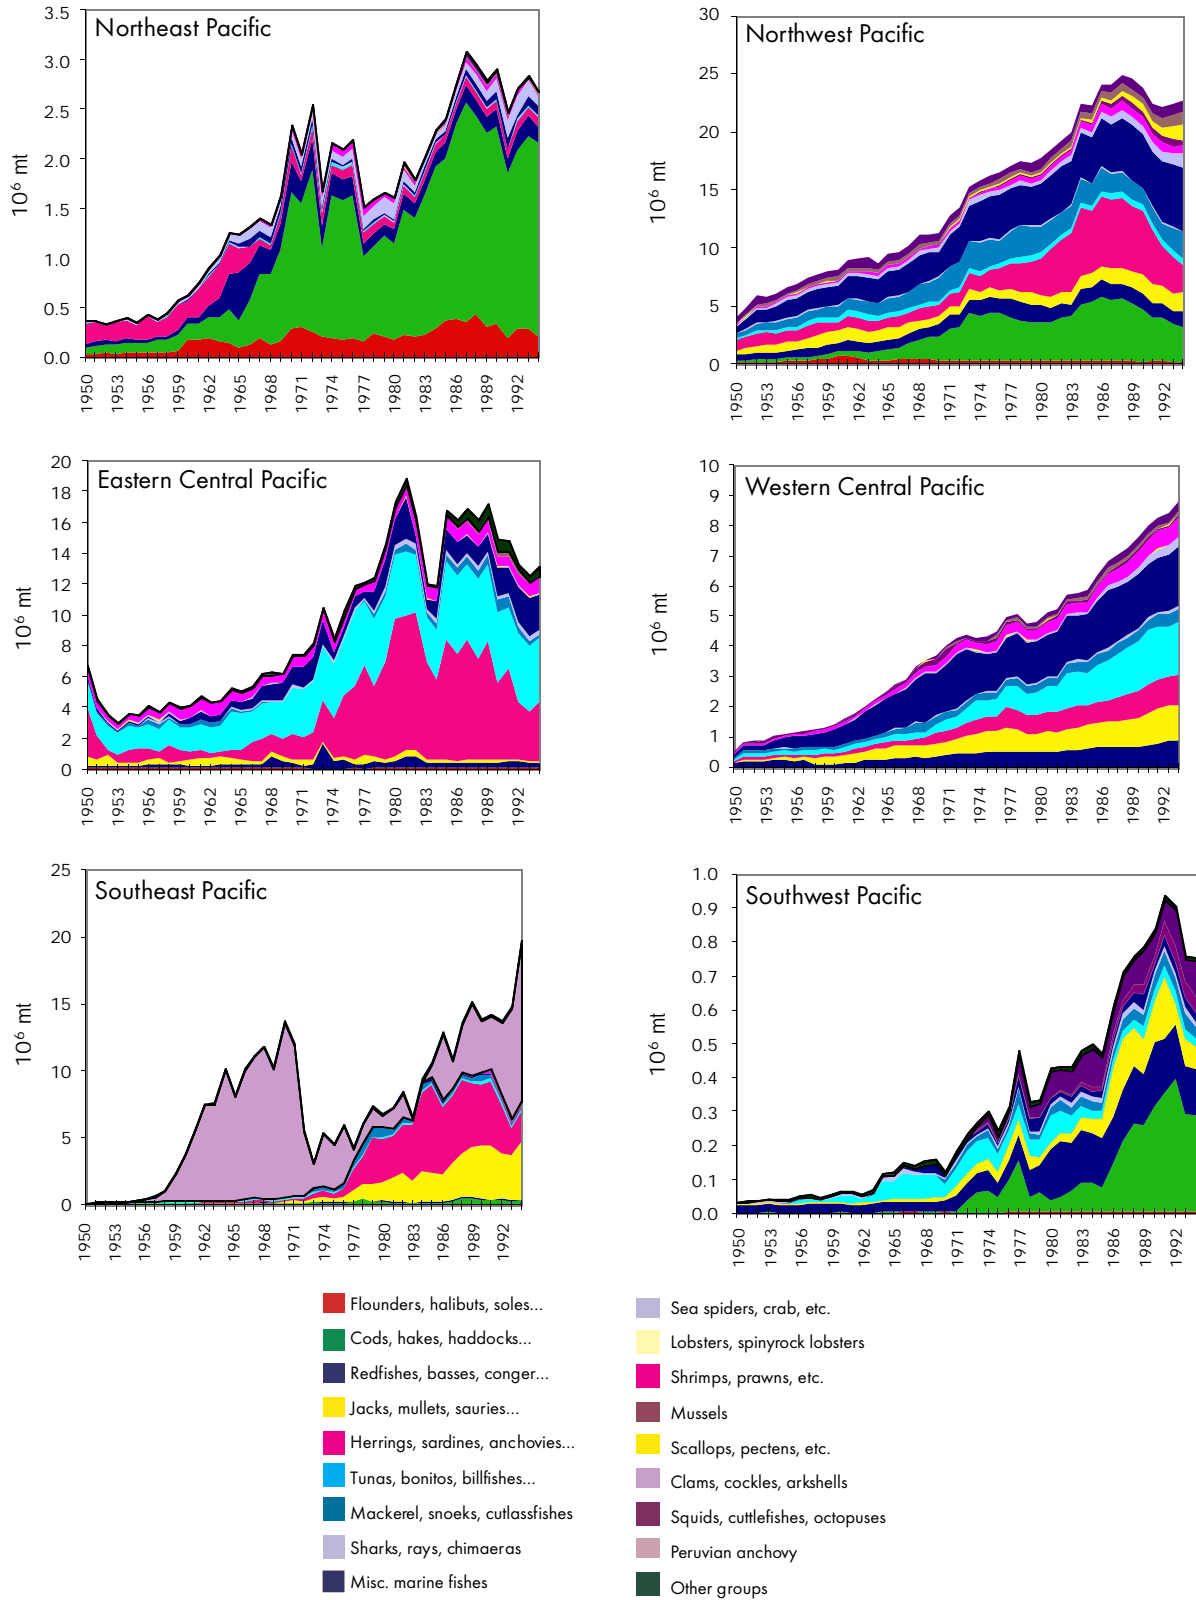 Northeast Pacific
3.5
3.0
2.5
2.0
1.5
1.0
0.5
0.0
10⁶ mt
1950 1953 1956 1959 1962 1965 1968 1971 1974 1977 1980 1983 1986 1989 1992
Northwest Pacific
30
25
20
15
10
5
0
10⁶ mt
1950 1953 1956 1959 1962 1965 1968 1971 1974 1977 1980 1983 1986 1989 1992
Eastern Central Pacific
20
18
16
14
12
10
8
6
4
2
0
10⁶ mt
1950 1953 1956 1959 1962 1965 1968 1971 1974 1977 1980 1983 1986 1989 1992
Western Central Pacific
10
9
8
7
6
5
4
3
2
1
0
10⁶ mt
1950 1953 1956 1959 1962 1965 1968 1971 1974 1977 1980 1983 1986 1989 1992
Southeast Pacific
25
20
15
10
5
0
10⁶ mt
1950 1953 1956 1959 1962 1965 1968 1971 1974 1977 1980 1983 1986 1989 1992
Southwest Pacific
1.0
0.9
0.8
0.7
0.6
0.5
0.4
0.3
0.2
0.1
0.0
10⁶ mt
1950 1953 1956 1959 1962 1965 1968 1971 1974 1977 1980 1983 1986 1989 1992
Flounders, halibuts, soles...
Cods, hakes, haddocks...
Redfishes, basses, conger...
Jacks, mullets, sauries...
Herrings, sardines, anchovies...
Tunas, bonitos, billfishes...
Mackerel, snoeks, cutlassfishes
Sharks, rays, chimaeras
Misc. marine fishes
Sea spiders, crab, etc.
Lobsters, spinyrock lobsters
Shrimps, prawns, etc.
Mussels
Scallops, pectens, etc.
Clams, cockles, arkshells
Squids, cuttlefishes, octopuses
Peruvian anchovy
Other groups